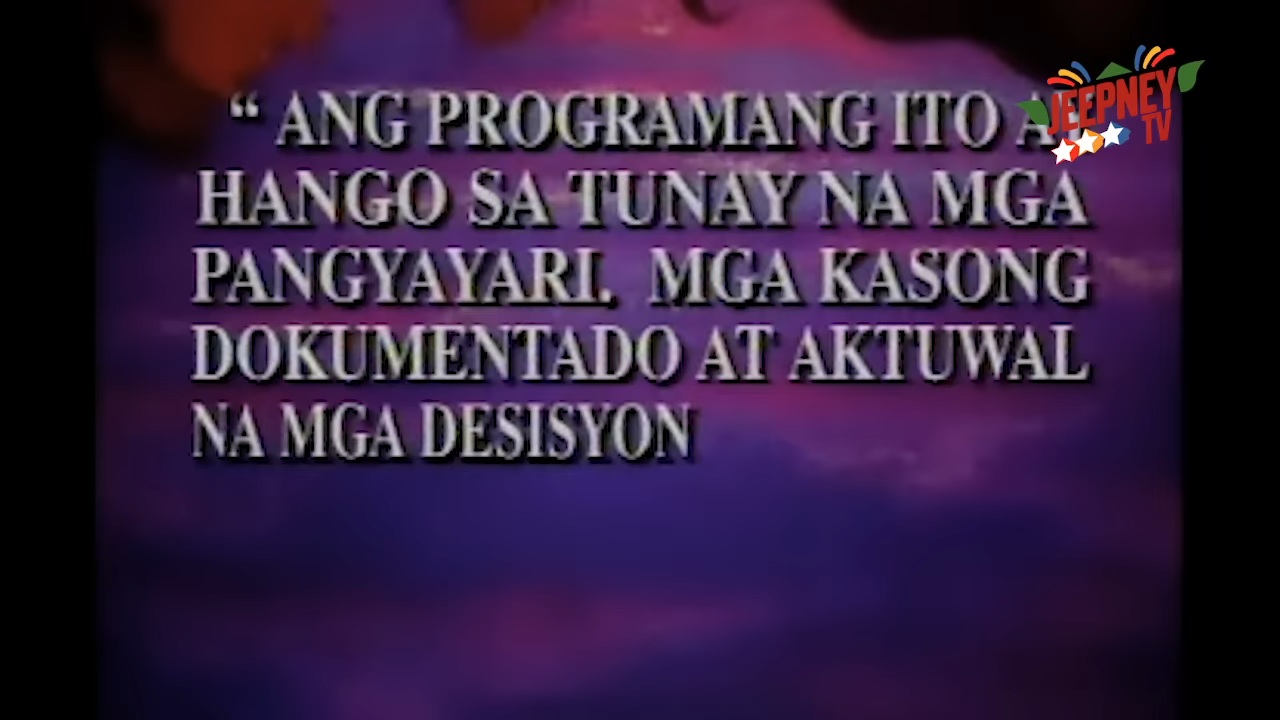 “ ANG PROGRAMANG ITO
HANGO SA TUNAY NA MGA
PANGYAYARI. MGA KASONG
DOKUMENTADO AT AKTUWAL
NA MGA DESISYON
JEEPNEY
TV